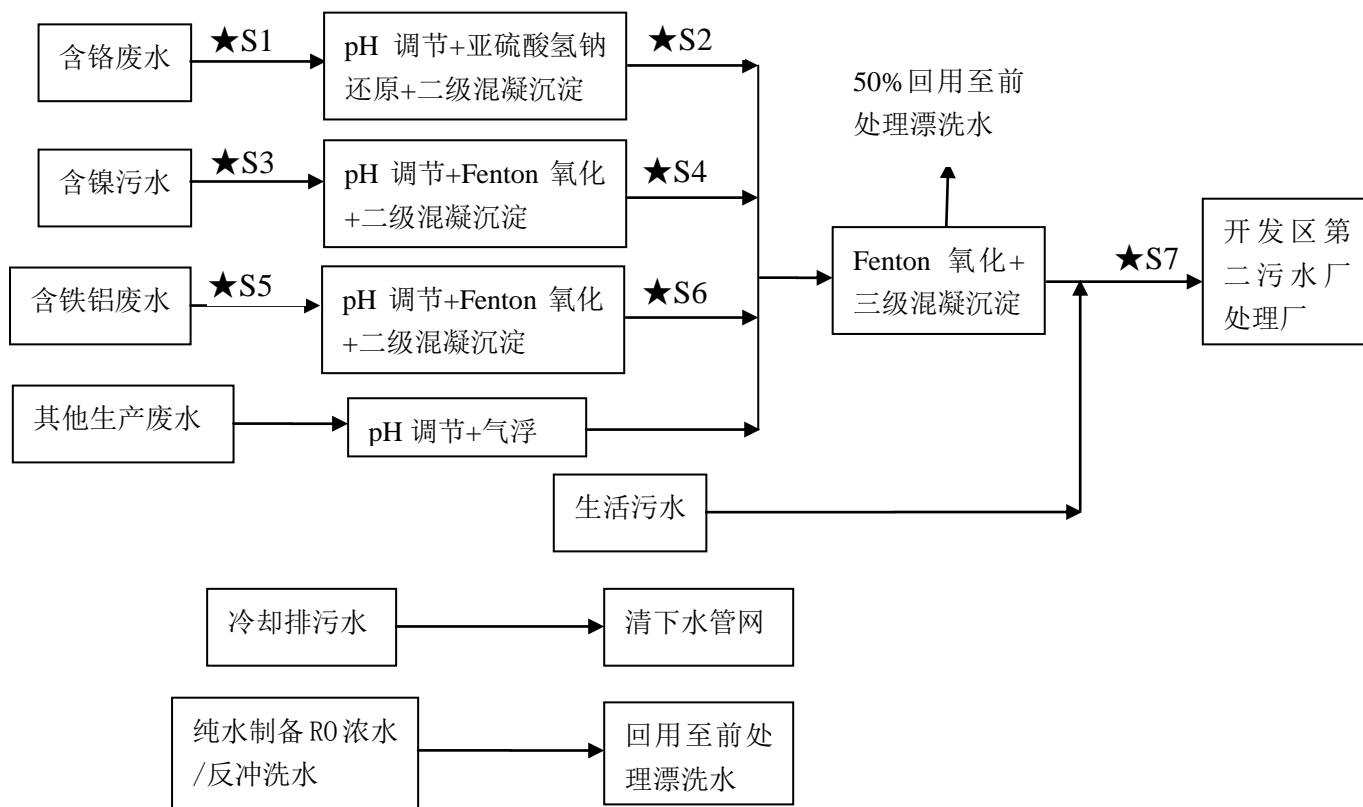 含铬废水
★S1
pH 调节+亚硫酸氢钠
还原+二级混凝沉淀
★S2
50%回用至前
处理漂洗水
含镍污水
★S3
pH 调节+Fenton 氧化
+二级混凝沉淀
★S4
含铁铝废水
★S5
pH 调节+Fenton 氧化
+二级混凝沉淀
★S6
Fenton 氧化+
三级混凝沉淀
★S7
开发区第
二污水厂
处理厂
其他生产废水
pH 调节+气浮
生活污水
冷却排污水
清下水管网
纯水制备 RO 浓水
/反冲洗水
回用至前处
理漂洗水